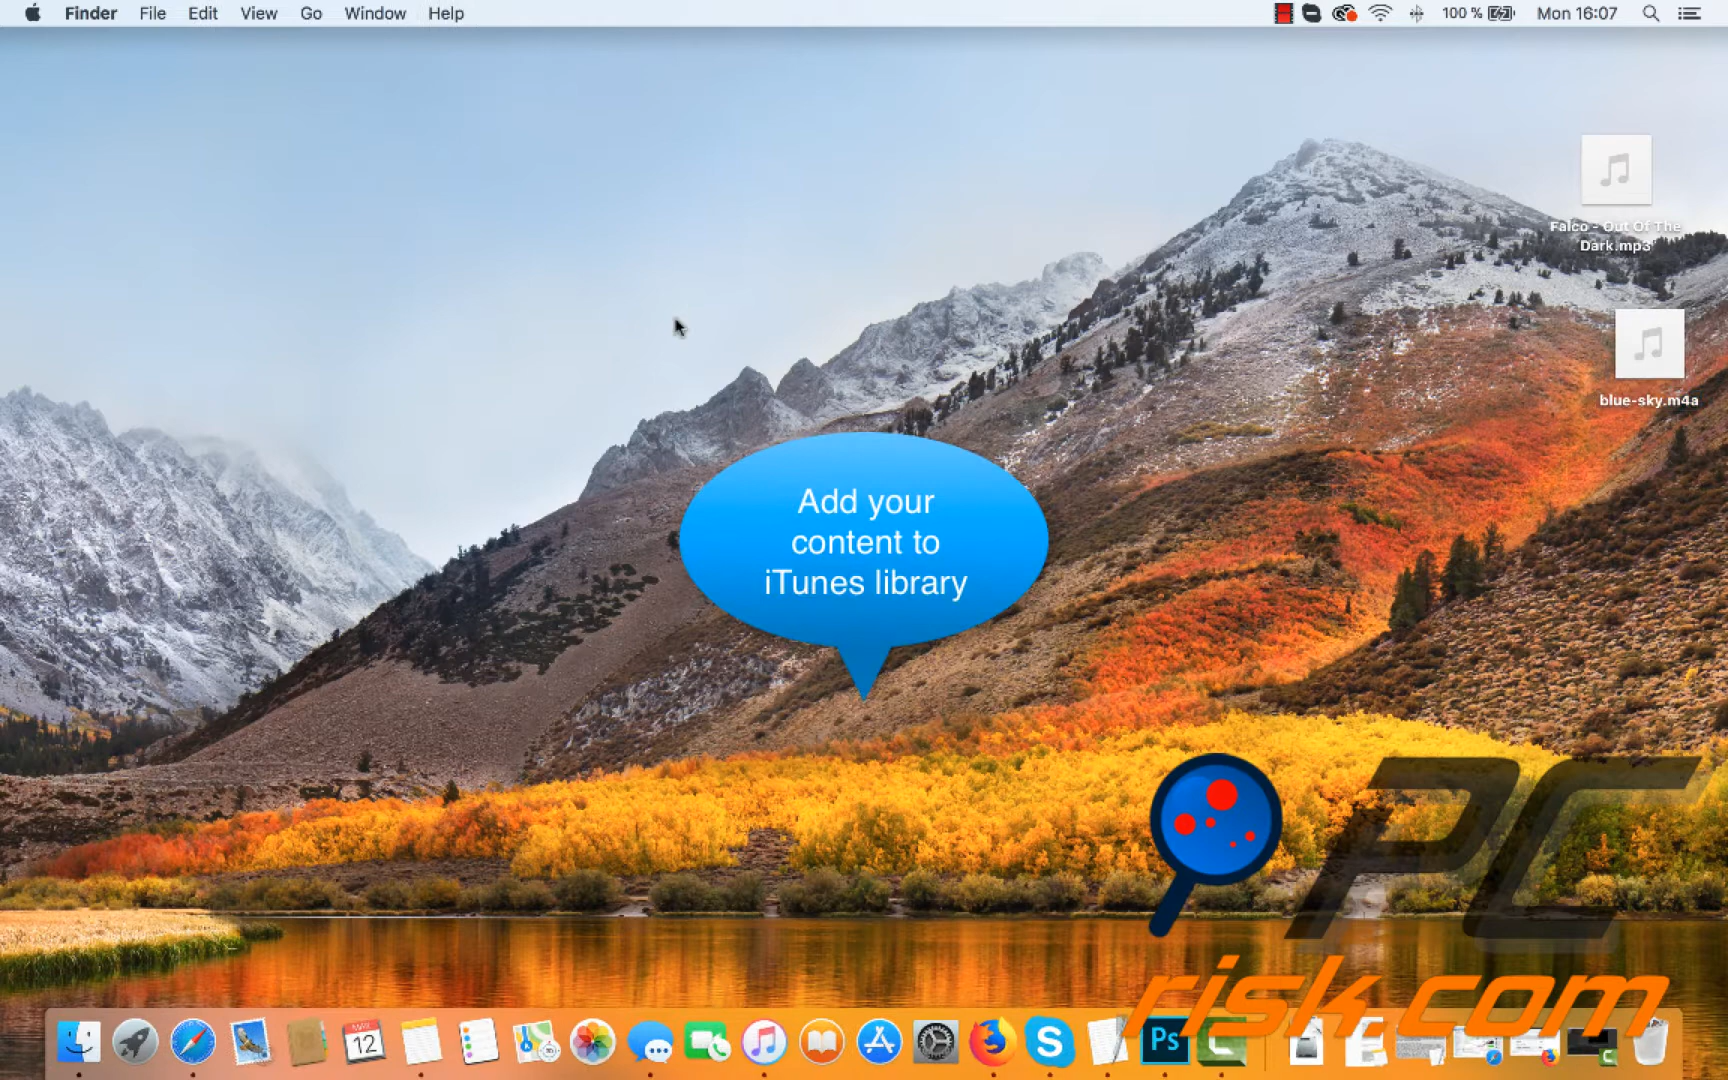 Finder File Edit View Go Window Help
100 % Mon 16:07
Falco - Out Of The
Dark.mp3
blue-sky.m4a
Add your
content to
iTunes library
PC
risk.com
12
Ps